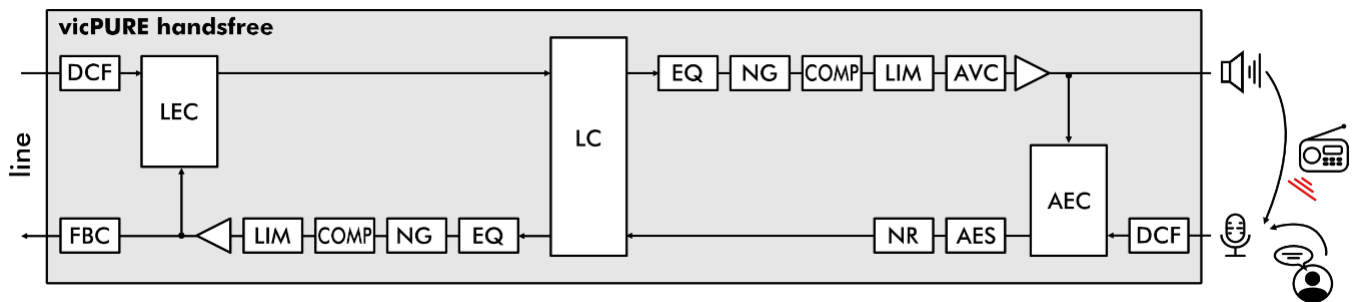 vicPURE handsfree
DCF
LEC
LC
EQ
NG
COMP
LIM
AVC
line
AEC
FBC
LIM
COMP
NG
EQ
NR
AES
DCF